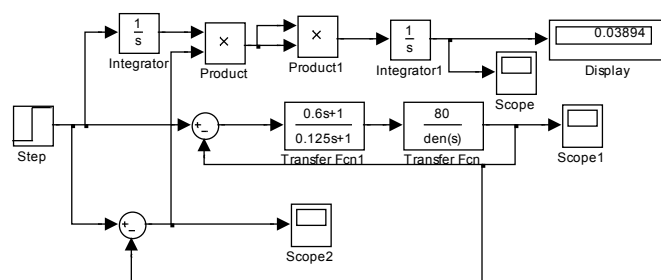 1
s
Integrator
×
Product
×
Product1
1
s
Integrator1
Scope
0.03894
Display
Step
+
−
0.6s+1
0.125s+1
Transfer Fcn1
80
den(s)
Transfer Fcn
Scope1
+
−
Scope2